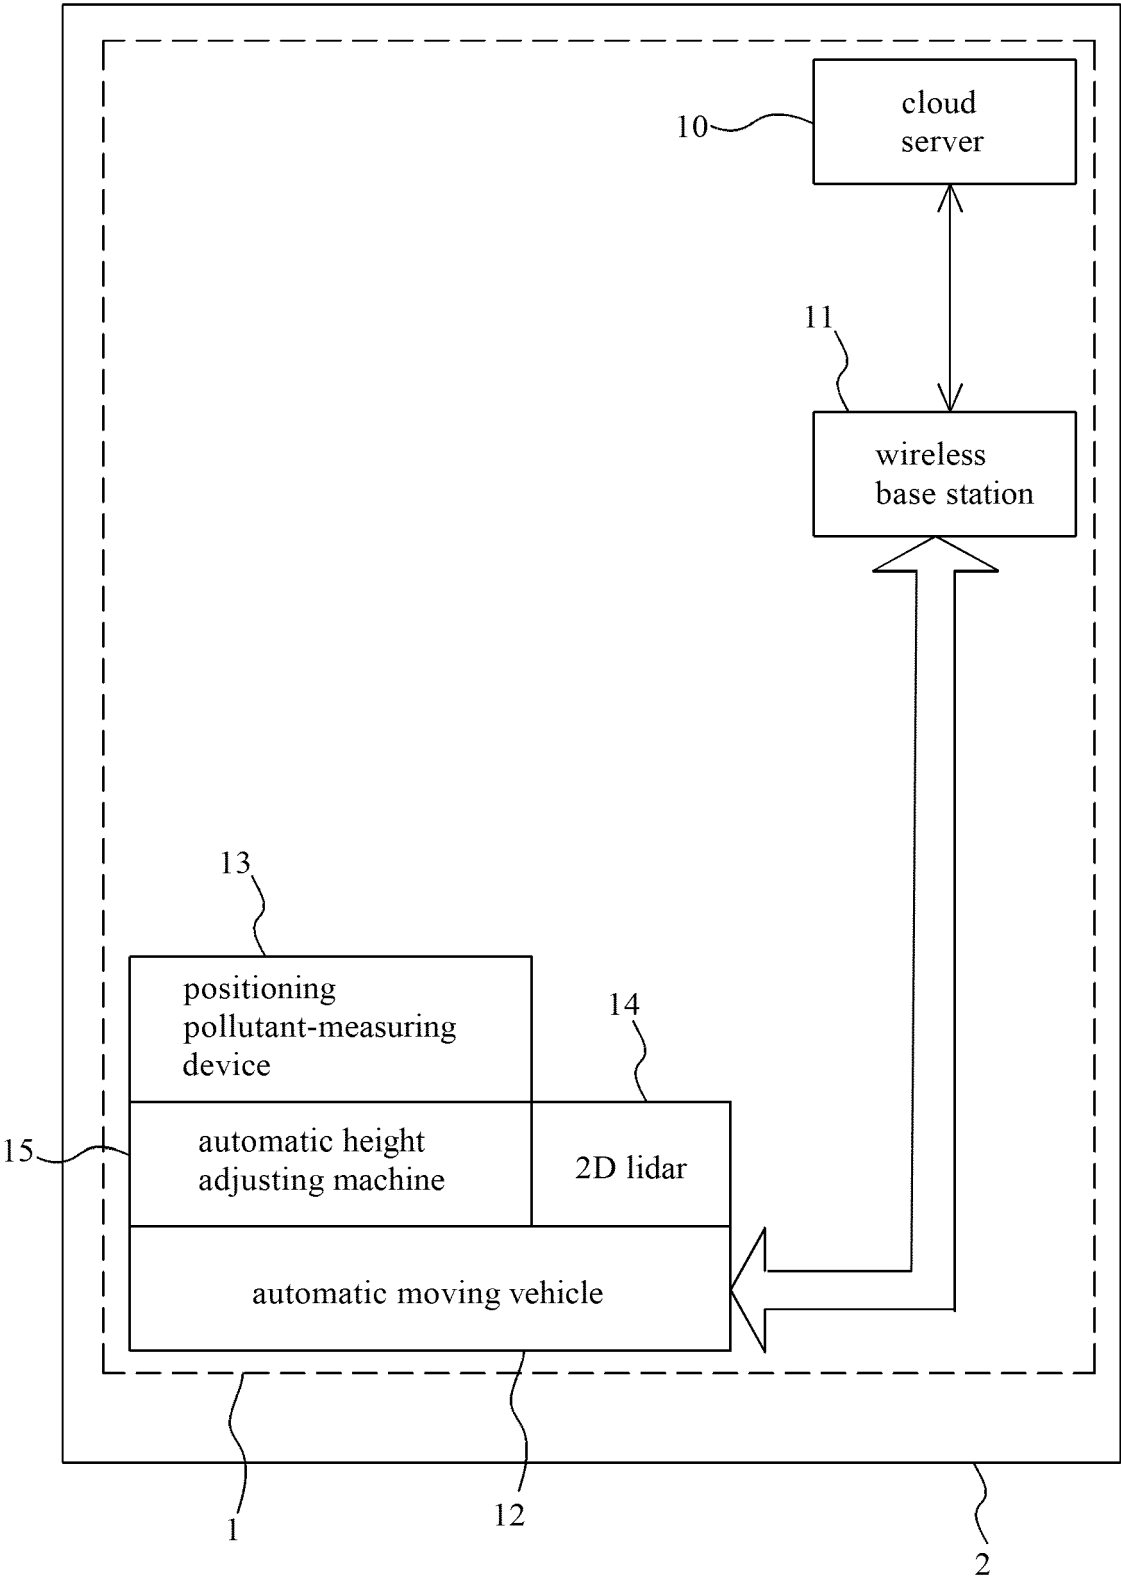 cloud
server
10
11
wireless
base station
13
positioning
pollutant-measuring
device
14
15
automatic height
adjusting machine
2D lidar
automatic moving vehicle
1
12
2